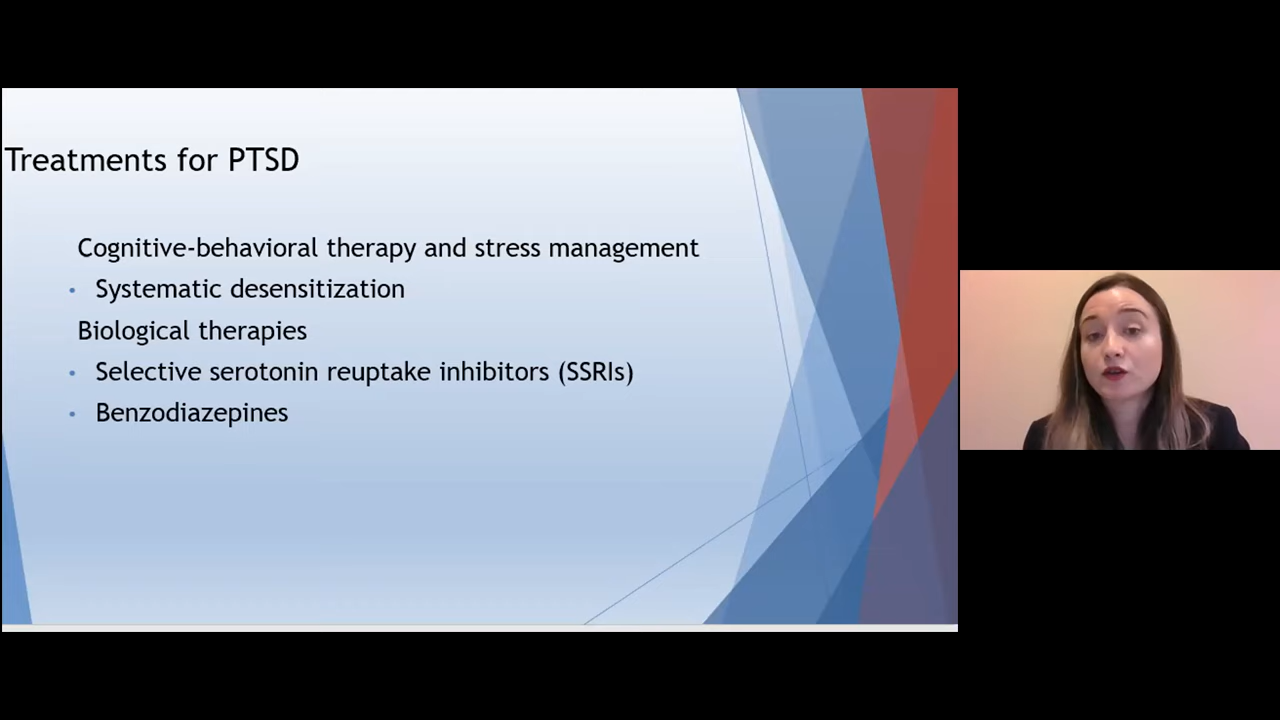 Treatments for PTSD
Cognitive-behavioral therapy and stress management
• Systematic desensitization
Biological therapies
• Selective serotonin reuptake inhibitors (SSRIs)
• Benzodiazepines